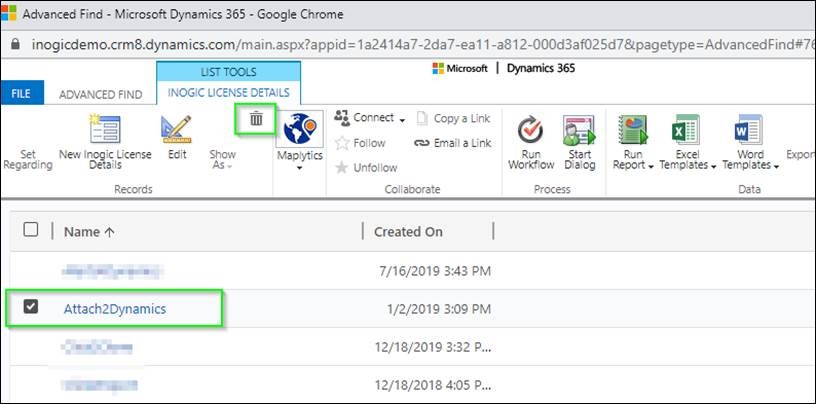 Advanced Find - Microsoft Dynamics 365 - Google Chrome
inogicdemo.crm8.dynamics.com/main.aspx?appid=1a2414a7-2da7-ea11-a812-000d3af025d7&pagetype=AdvancedFind#76
Microsoft | Dynamics 365
LIST TOOLS
FILE ADVANCED FIND INOGIC LICENSE DETAILS
Connect Copy a Link
Follow Email a Link
Unfollow
Set Regarding
New Inogic License Details
Edit
Show As
Maplytics
Run Workflow
Start Dialog
Run Report
Excel Templates
Word Templates
Export
Records Collaborate Process Data
Name ↑ Created On
7/16/2019 3:43 PM
Attach2Dynamics 1/2/2019 3:09 PM
12/18/2019 3:32 P...
12/18/2018 4:05 P...